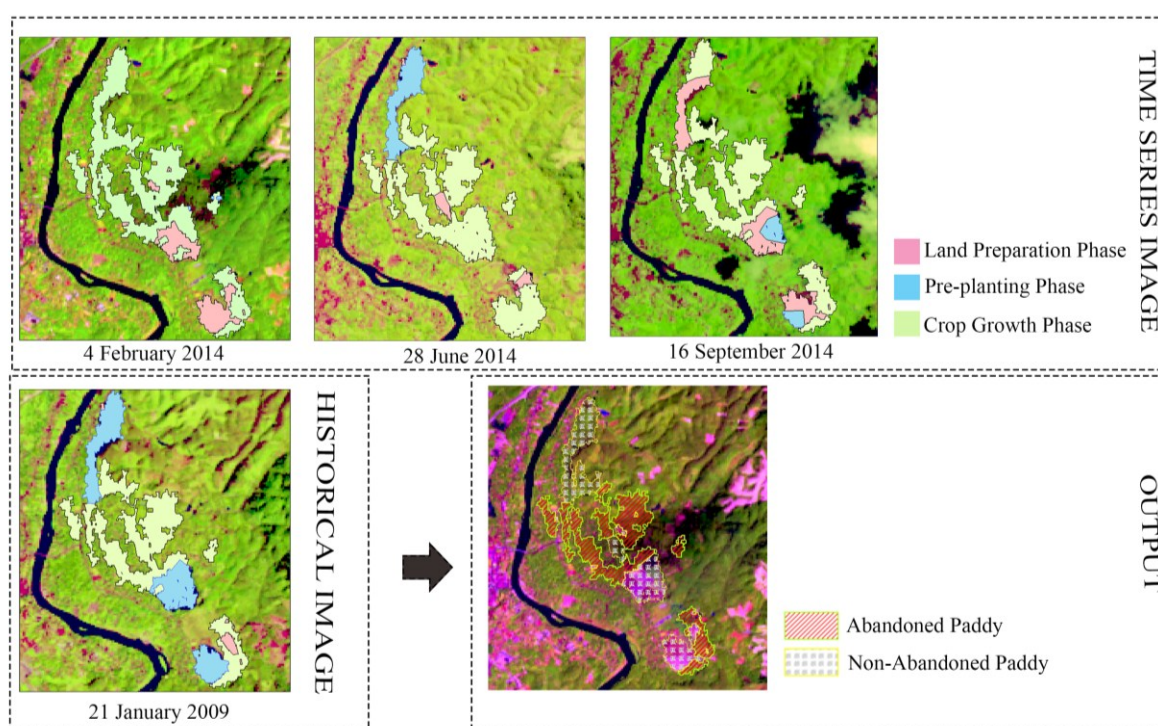 TIME SERIES IMAGE
4 February 2014
28 June 2014
16 September 2014
Land Preparation Phase
Pre-planting Phase
Crop Growth Phase
HISTORICAL IMAGE
21 January 2009
OUTPUT
Abandoned Paddy
Non-Abandoned Paddy